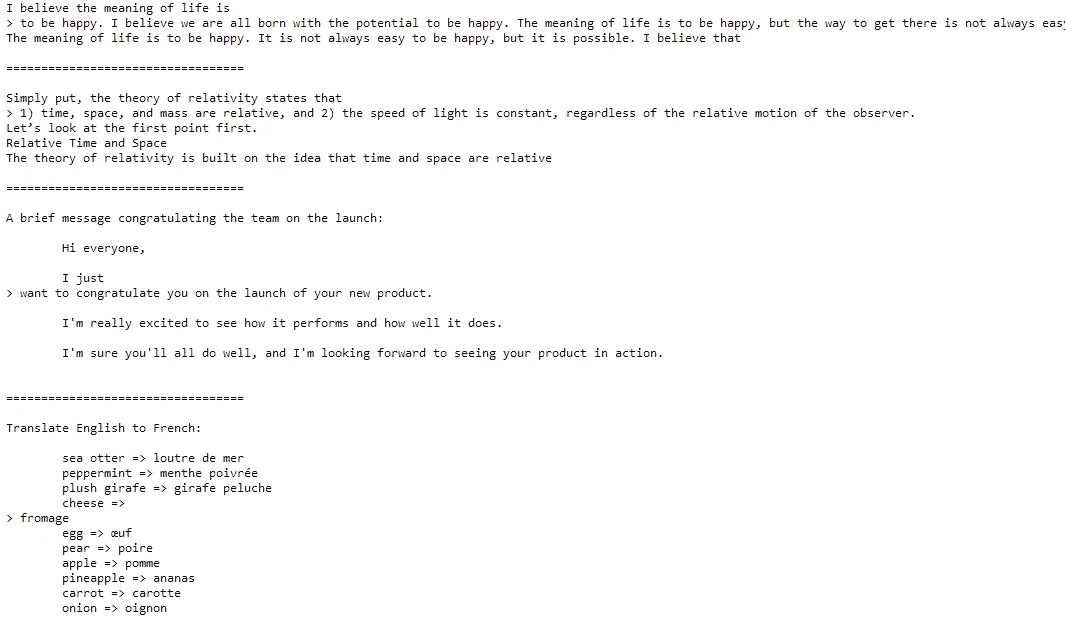 I believe the meaning of life is
> to be happy. I believe we are all born with the potential to be happy. The meaning of life is to be happy, but the way to get there is not always easy
The meaning of life is to be happy. It is not always easy to be happy, but it is possible. I believe that
==================================
Simply put, the theory of relativity states that
> 1) time, space, and mass are relative, and 2) the speed of light is constant, regardless of the relative motion of the observer.
Let’s look at the first point first.
Relative Time and Space
The theory of relativity is built on the idea that time and space are relative
==================================
A brief message congratulating the team on the launch:
Hi everyone,
I just
> want to congratulate you on the launch of your new product.
I'm really excited to see how it performs and how well it does.
I'm sure you'll all do well, and I'm looking forward to seeing your product in action.
==================================
Translate English to French:
sea otter => loutre de mer
peppermint => menthe poivrée
plush girafe => girafe peluche
cheese =>
> fromage
egg => œuf
pear => poire
apple => pomme
pineapple => ananas
carrot => carotte
onion => oignon